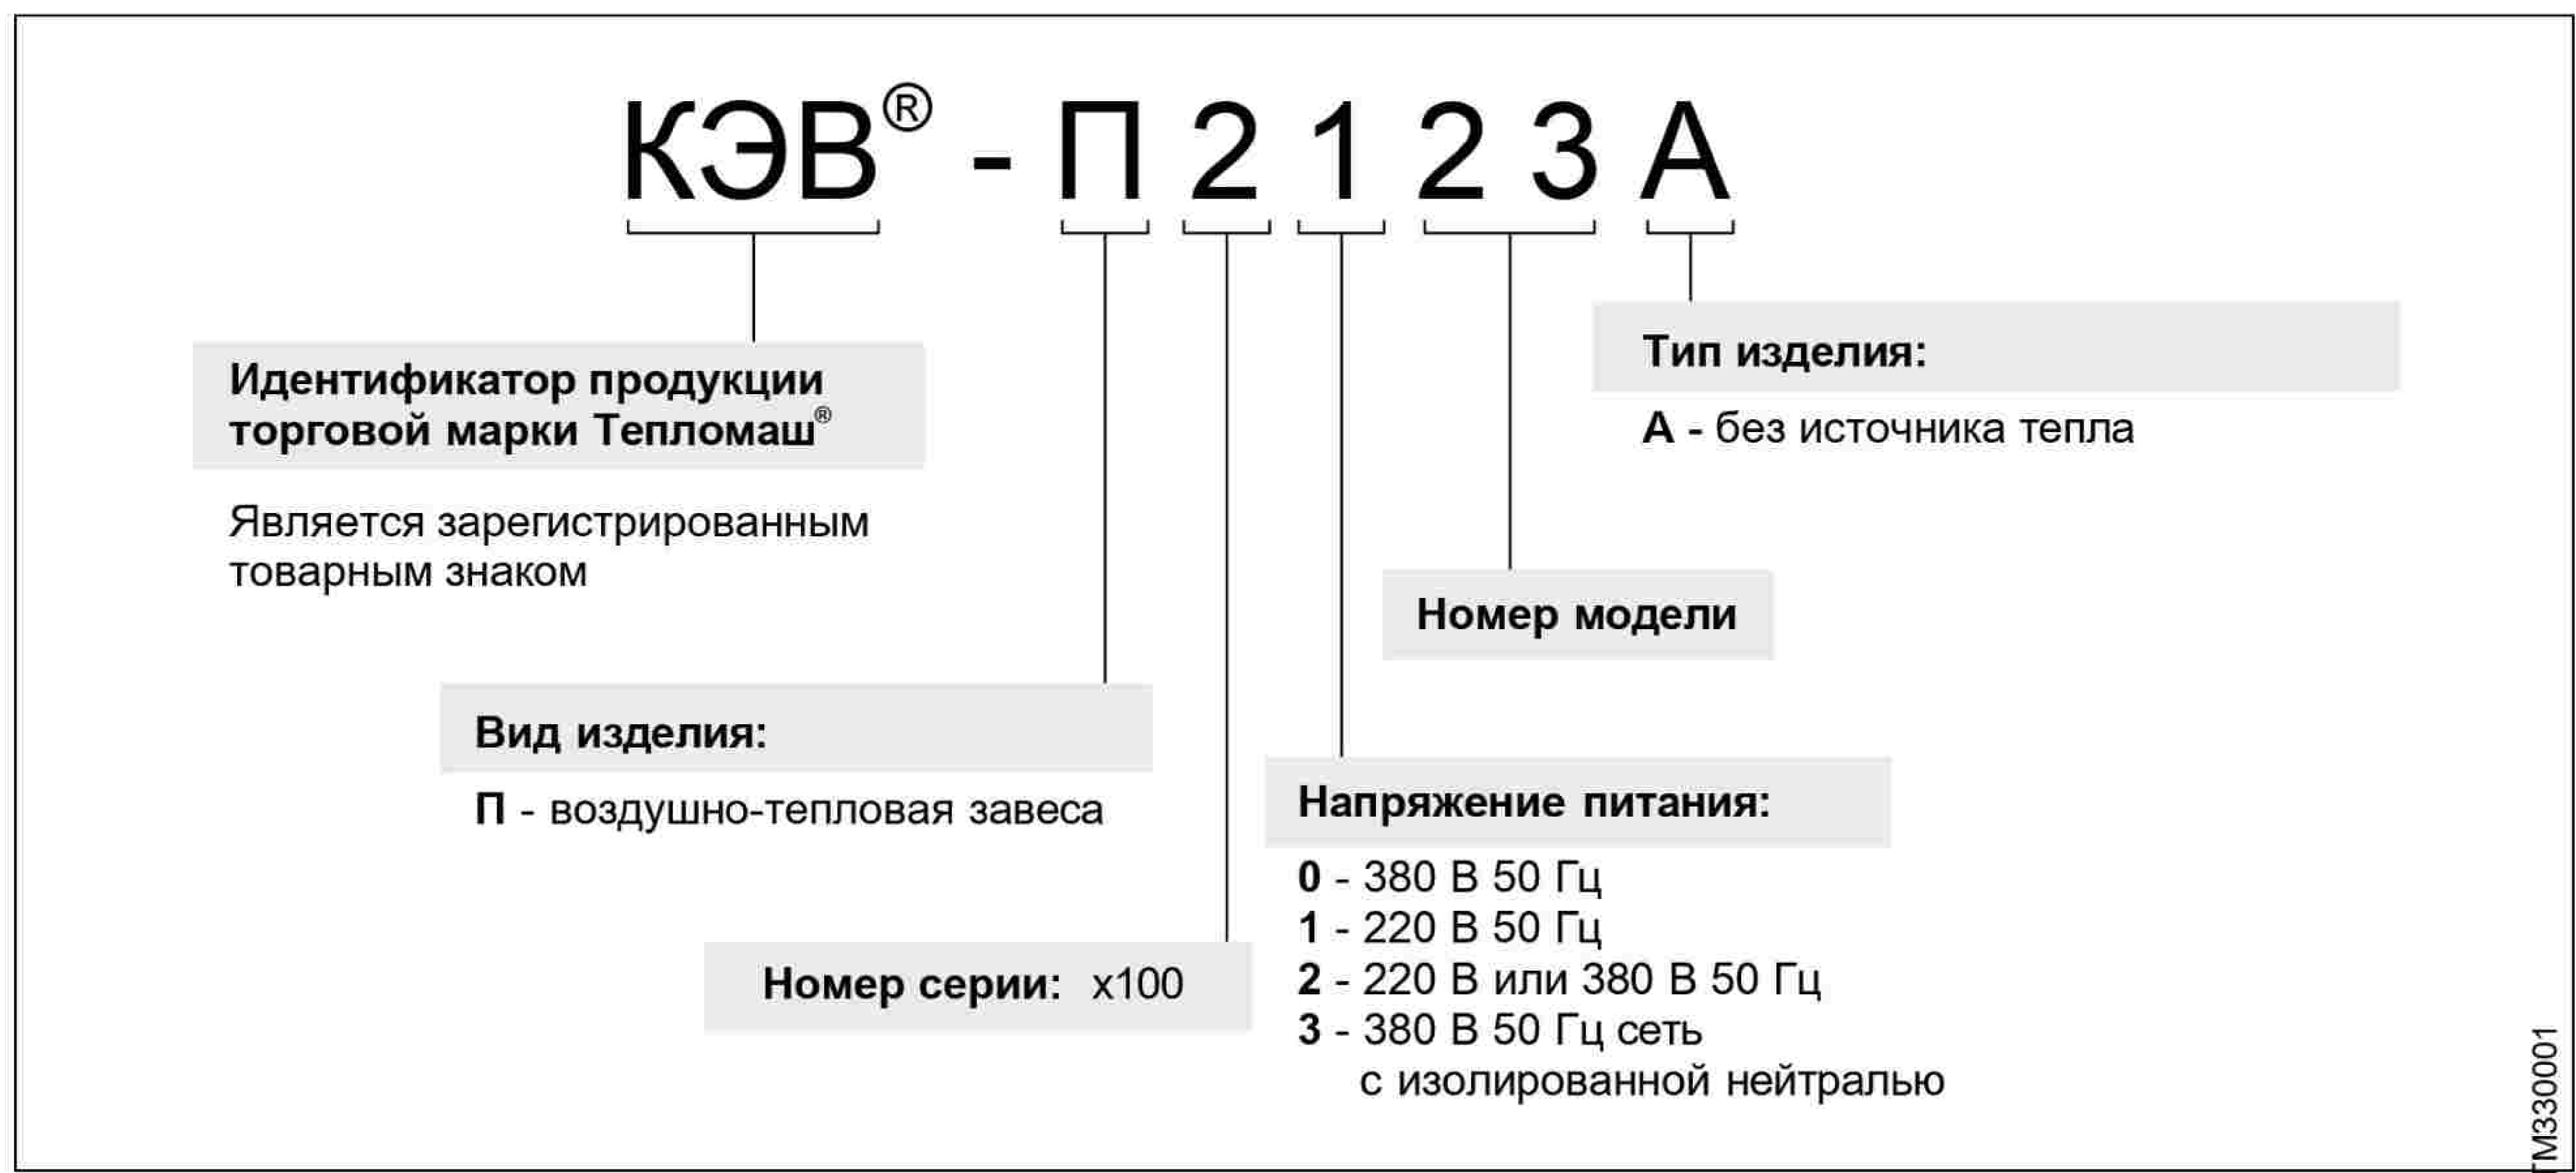 КЭВ® - П 2 1 2 3 А
Идентификатор продукции
торговой марки Тепломаш®
Является зарегистрированным
товарным знаком
Тип изделия:
А - без источника тепла
Номер модели
Вид изделия:
П - воздушно-тепловая завеса
Напряжение питания:
0 - 380 В 50 Гц
1 - 220 В 50 Гц
2 - 220 В или 380 В 50 Гц
3 - 380 В 50 Гц сеть
с изолированной нейтралью
Номер серии: х100
ТМ330001